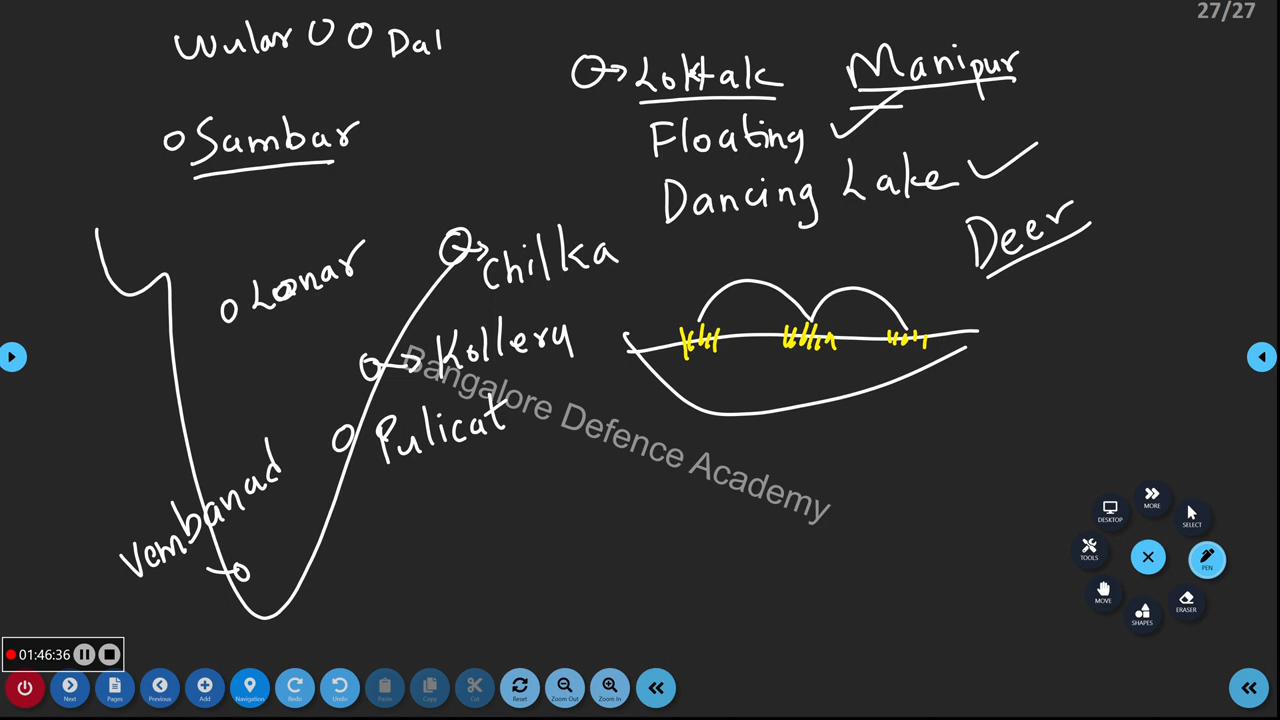 27/27
Wular
Dal
Loktak
Manipur
Floating
Dancing Lake
Deer
Sambar
Lonar
Chilka
Kollery
Pulicat
Vembanad
Bangalore Defence Academy
MORE
DESKTOP
SELECT
TOOLS
PEN
MOVE
ERASER
SHAPES
01:46:36
Next
Pages
Previous
Add
Navigation
Redo
Undo
Paste
Copy
Cut
Reset
Zoom Out
Zoom In